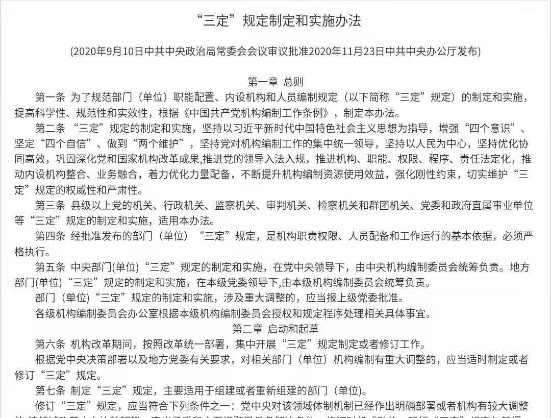 “三定”规定制定和实施办法
(2020年9月10日中共中央政治局常委会会议审议批准2020年11月23日中共中央办公厅发布)
第一章 总则
第一条 为了规范部门（单位）职能配置、内设机构和人员编制规定（以下简称“三定”规定）的制定和实施，
提高科学性、规范性和实效性，根据《中国共产党机构编制工作条例》，制定本办法。
第二条 “三定”规定的制定和实施，坚持以习近平新时代中国特色社会主义思想为指导，增强“四个意识”、
坚定“四个自信”、做到“两个维护”，坚持党对机构编制工作的集中统一领导，坚持以人民为中心，坚持优化协
同高效，巩固深化党和国家机构改革成果,推进党的领导入法入规，推进机构、职能、权限、程序、责任法定化，推
动内设机构整合、业务融合，着力优化力量配备，不断提升机构编制资源使用效益，强化刚性约束，切实维护“三
定”规定的权威性和严肃性。
第三条 县级以上党的机关、行政机关、监察机关、审判机关、检察机关和群团机关、党委和政府直属事业单位
等“三定”规定的制定和实施，适用本办法。
第四条 经批准发布的部门（单位）“三定”规定，是机构职责权限、人员配备和工作运行的基本依据，必须严
格执行。
第五条 中央部门(单位)“三定”规定的制定和实施，在党中央领导下，由中央机构编制委员会统筹负责。地方
部门(单位)“三定”规定的制定和实施，在本级党委领导下,由本级机构编制委员会统筹负责。
部门（单位）“三定”规定的制定和实施，涉及重大调整的，应当报上级党委批准。
各级机构编制委员会办公室根据本级机构编制委员会授权和规定程序处理相关具体事宜。
第二章 启动和起草
第六条 机构改革期间，按照改革统一部署，集中开展“三定”规定制定或者修订工作。
根据党中央决策部署以及地方党委有关要求，对相关部门（单位）机构编制有重大调整的，应当适时制定或者
修订“三定”规定。
第七条 制定“三定”规定，主要适用于组建或者重新组建的部门（单位）。
修订“三定”规定，应当符合下列条件之一：党中央对该领域体制机制已经作出明确部署或者机构有较大调整